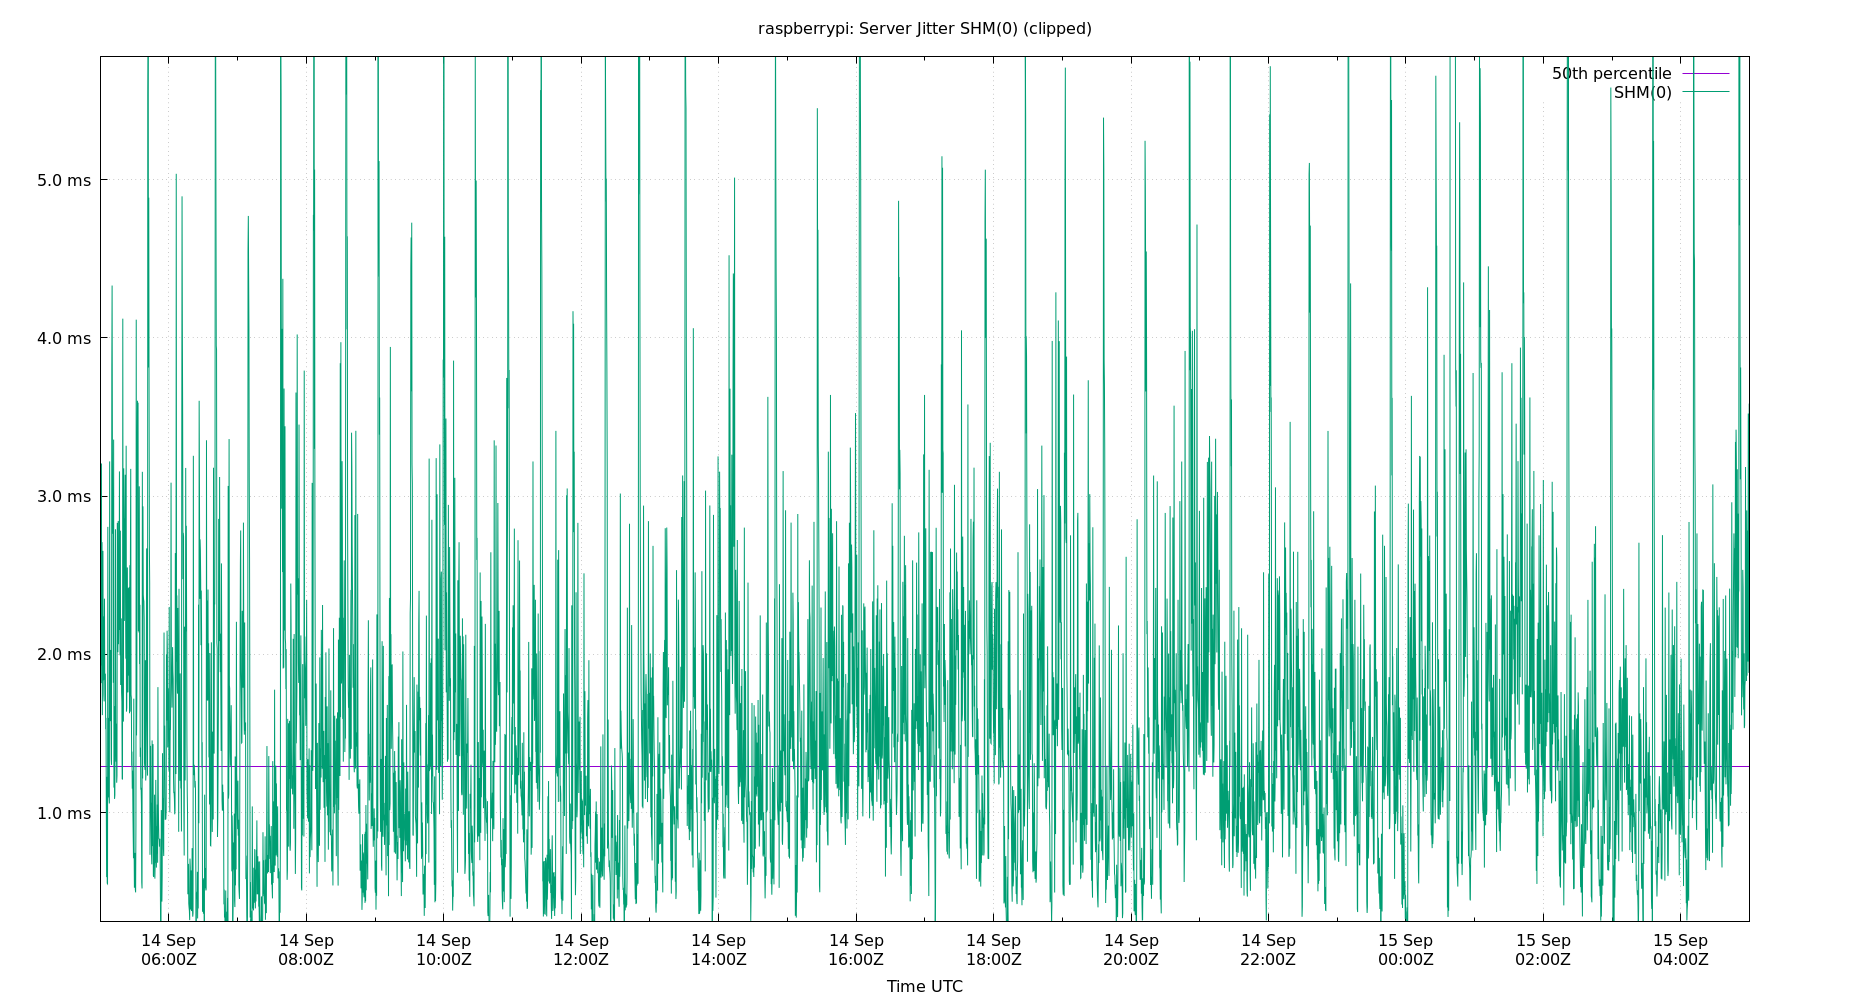 raspberrypi: Server Jitter SHM(0) (clipped)
50th percentile
SHM(0)
5.0 ms
4.0 ms
3.0 ms
2.0 ms
1.0 ms
14 Sep 14 Sep 14 Sep 14 Sep 14 Sep 14 Sep 14 Sep 14 Sep 14 Sep 15 Sep 15 Sep 15 Sep
06:00Z 08:00Z 10:00Z 12:00Z 14:00Z 16:00Z 18:00Z 20:00Z 22:00Z 00:00Z 02:00Z 04:00Z
Time UTC